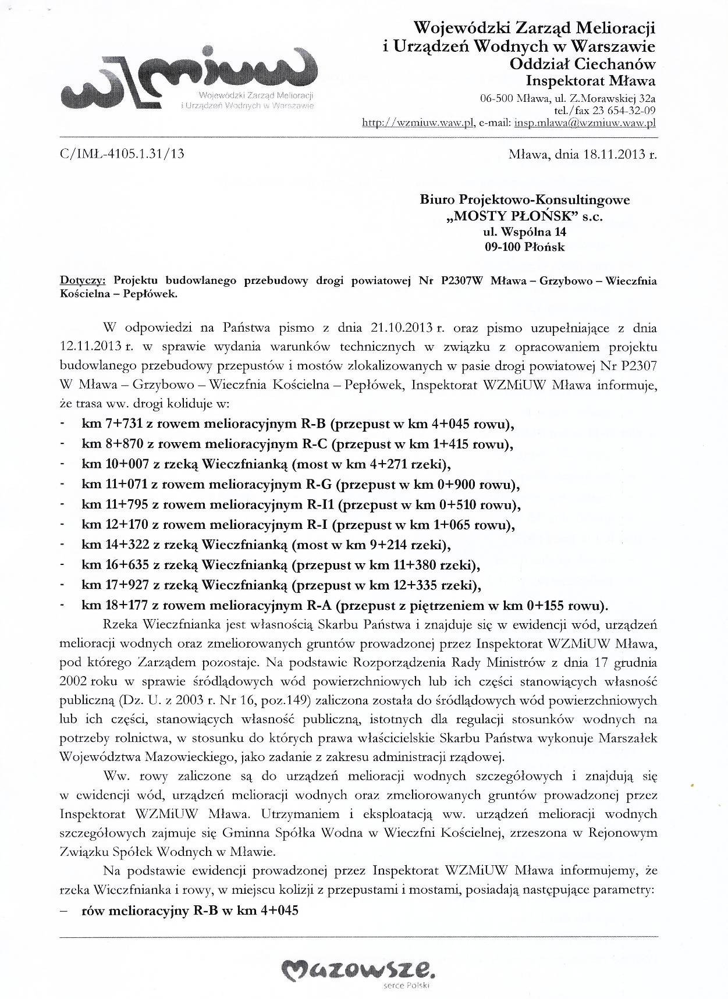 Wojewódzki Zarząd Melioracji
i Urządzeń Wodnych w Warszawie
Oddział Ciechanów
Inspektorat Mława
06-500 Mława, ul. Z.Morawskiej 32a
tel./fax 23 654-32-09
http://wzmiuw.waw.pl, e-mail: insp.mlawa@wzmiuw.waw.pl
wzmiuw
Wojewódzki Zarząd Melioracji
i Urządzeń Wodnych w Warszawie
C/IMŁ-4105.1.31/13 Mława, dnia 18.11.2013 r.
Biuro Projektowo-Konsultingowe
„MOSTY PŁOŃSK” s.c.
ul. Wspólna 14
09-100 Płońsk
Dotyczy: Projektu budowlanego przebudowy drogi powiatowej Nr P2307W Mława – Grzybowo – Wieczfnia
Kościelna – Pepłówek.
W odpowiedzi na Państwa pismo z dnia 21.10.2013 r. oraz pismo uzupełniające z dnia
12.11.2013 r. w sprawie wydania warunków technicznych w związku z opracowaniem projektu
budowlanego przebudowy przepustów i mostów zlokalizowanych w pasie drogi powiatowej Nr P2307
W Mława – Grzybowo – Wieczfnia Kościelna – Pepłówek, Inspektorat WZMiUW Mława informuje,
że trasa ww. drogi koliduje w:
- km 7+731 z rowem melioracyjnym R-B (przepust w km 4+045 rowu),
- km 8+870 z rowem melioracyjnym R-C (przepust w km 1+415 rowu),
- km 10+007 z rzeką Wieczfnianką (most w km 4+271 rzeki),
- km 11+071 z rowem melioracyjnym R-G (przepust w km 0+900 rowu),
- km 11+795 z rowem melioracyjnym R-I1 (przepust w km 0+510 rowu),
- km 12+170 z rowem melioracyjnym R-I (przepust w km 1+065 rowu),
- km 14+322 z rzeką Wieczfnianką (most w km 9+214 rzeki),
- km 16+635 z rzeką Wieczfnianką (przepust w km 11+380 rzeki),
- km 17+927 z rzeką Wieczfnianką (przepust w km 12+335 rzeki),
- km 18+177 z rowem melioracyjnym R-A (przepust z piętrzeniem w km 0+155 rowu).
Rzeka Wieczfnianka jest własnością Skarbu Państwa i znajduje się w ewidencji wód, urządzeń
melioracji wodnych oraz zmeliorowanych gruntów prowadzonej przez Inspektorat WZMiUW Mława,
pod którego Zarządem pozostaje. Na podstawie Rozporządzenia Rady Ministrów z dnia 17 grudnia
2002 roku w sprawie śródlądowych wód powierzchniowych lub ich części stanowiących własność
publiczną (Dz. U. z 2003 r. Nr 16, poz.149) zaliczona została do śródlądowych wód powierzchniowych
lub ich części, stanowiących własność publiczną, istotnych dla regulacji stosunków wodnych na
potrzeby rolnictwa, w stosunku do których prawa właścicielskie Skarbu Państwa wykonuje Marszałek
Województwa Mazowieckiego, jako zadanie z zakresu administracji rządowej.
Ww. rowy zaliczone są do urządzeń melioracji wodnych szczegółowych i znajdują się
w ewidencji wód, urządzeń melioracji wodnych oraz zmeliorowanych gruntów prowadzonej przez
Inspektorat WZMiUW Mława. Utrzymaniem i eksploatacją ww. urządzeń melioracji wodnych
szczegółowych zajmuje się Gminna Spółka Wodna w Wieczfni Kościelnej, zrzeszona w Rejonowym
Związku Spółek Wodnych w Mławie.
Na podstawie ewidencji prowadzonej przez Inspektorat WZMiUW Mława informujemy, że
rzeka Wieczfnianka i rowy, w miejscu kolizji z przepustami i mostami, posiadają następujące parametry:
– rów melioracyjny R-B w km 4+045
Mazowsze.
serce Polski